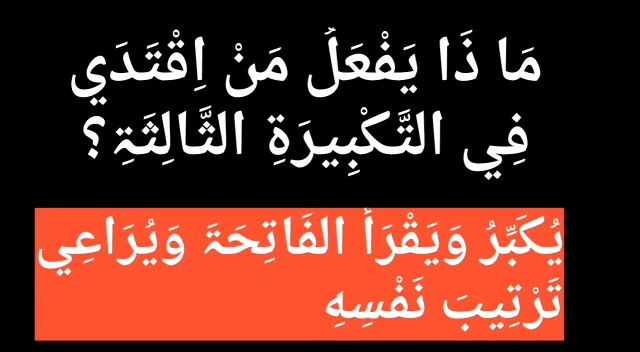 مَا ذَا يَفْعَلُ مَنْ اِقْتَدَي
فِي التَّكْبِيرَةِ الثَّالِثَةِ؟
يُكَبِّرُ وَيَقْرَأُ الفَاتِحَةَ وَيُرَاعِي
تَرْتِيبَ نَفْسِهِ